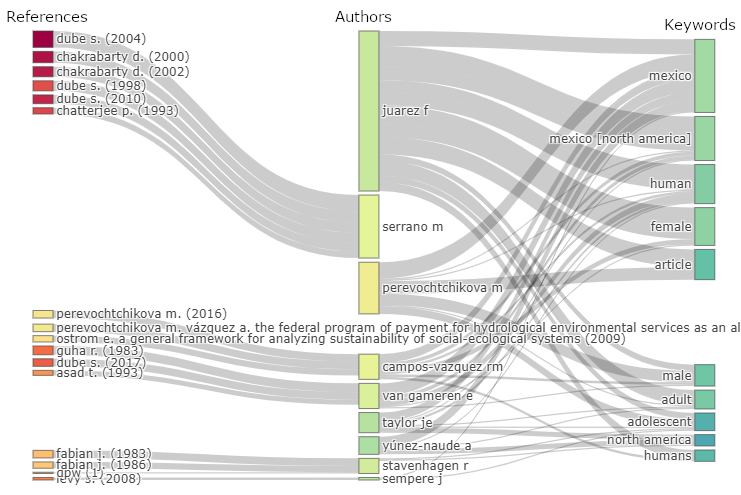 References
Authors
Keywords
dube s. (2004)
chakrabarty d. (2000)
chakrabarty d. (2002)
dube s. (1998)
dube s. (2010)
chatterjee p. (1993)
perevochtchikova m. (2016)
perevochtchikova m. vázquez a. the federal program of payment for hydrological environmental services as an al
ostrom e. a general framework for analyzing sustainability of social-ecological systems (2009)
guha r. (1983)
dube s. (2017)
asad t. (1993)
fabian j. (1983)
fabian j. (1986)
gpw (1)
levy s. (2008)
juarez f
serrano m
perevochtchikova m
campos-vazquez rm
van gameren e
taylor je
yúnez-naude a
stavenhagen r
sempere j
mexico
mexico [north america]
human
female
article
male
adult
adolescent
north america
humans